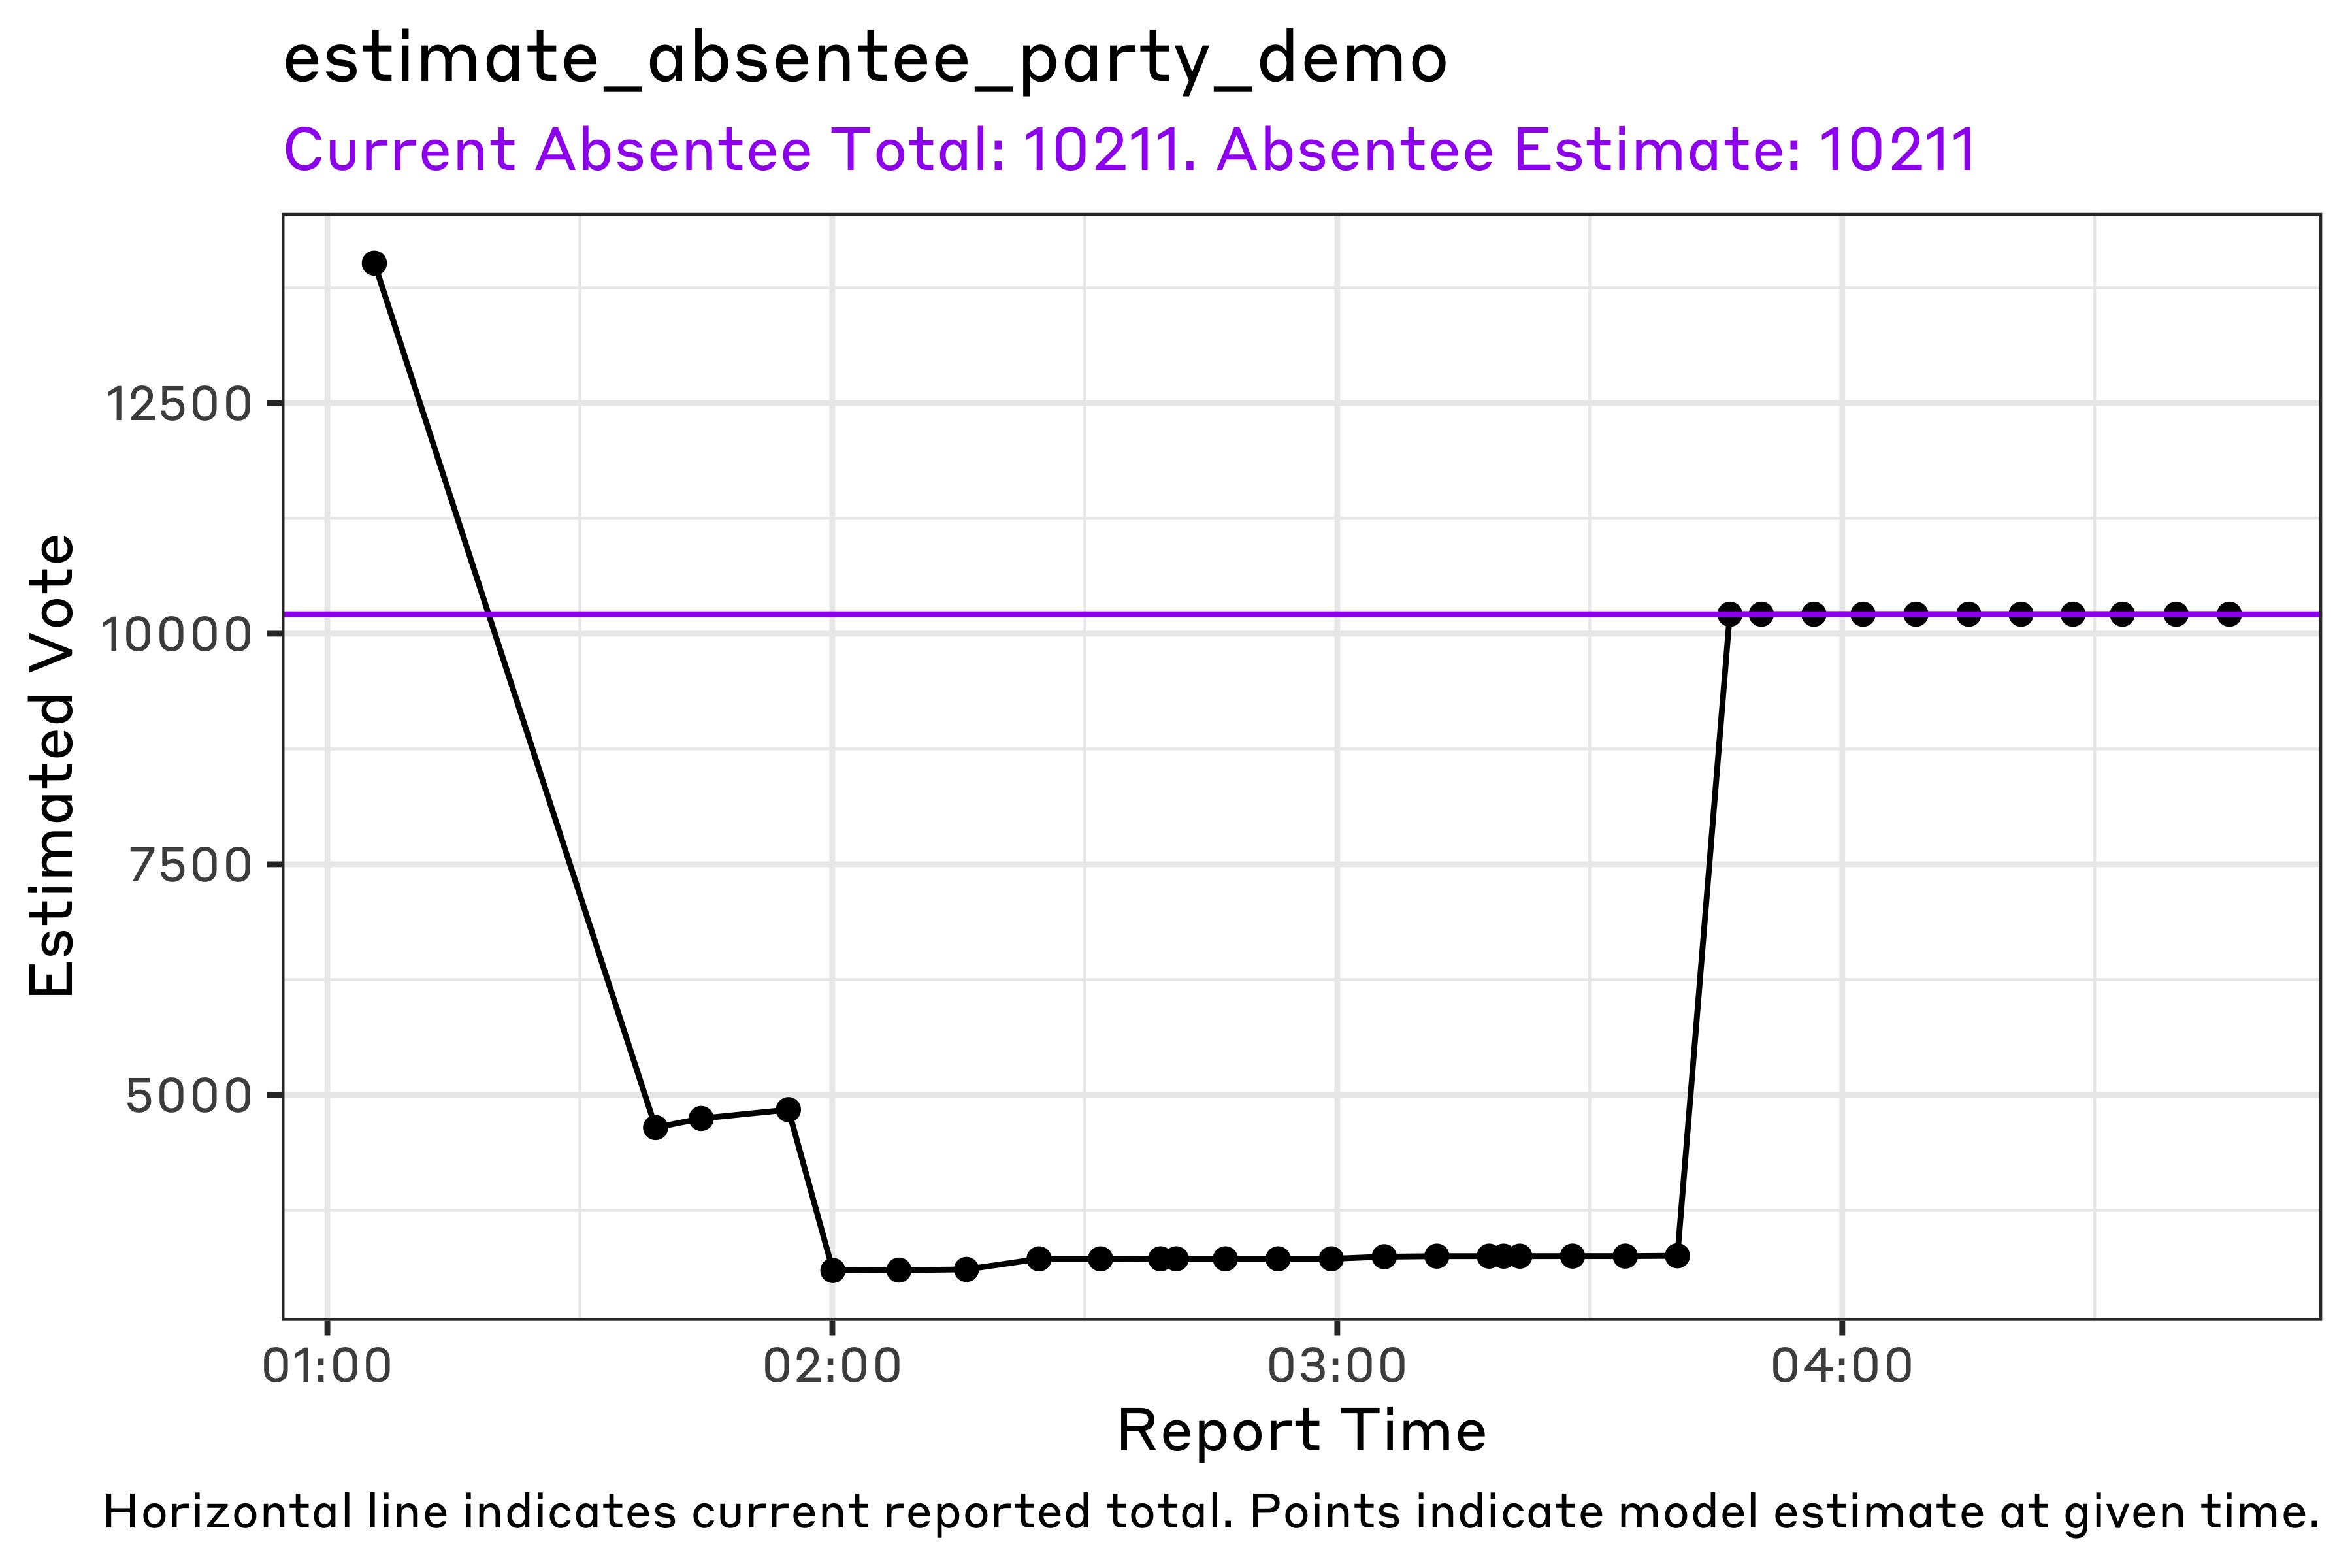 estimate_absentee_party_demo
Current Absentee Total: 10211. Absentee Estimate: 10211
Estimated Vote
12500
10000
7500
5000
01:00 02:00 03:00 04:00
Report Time
Horizontal line indicates current reported total. Points indicate model estimate at given time.